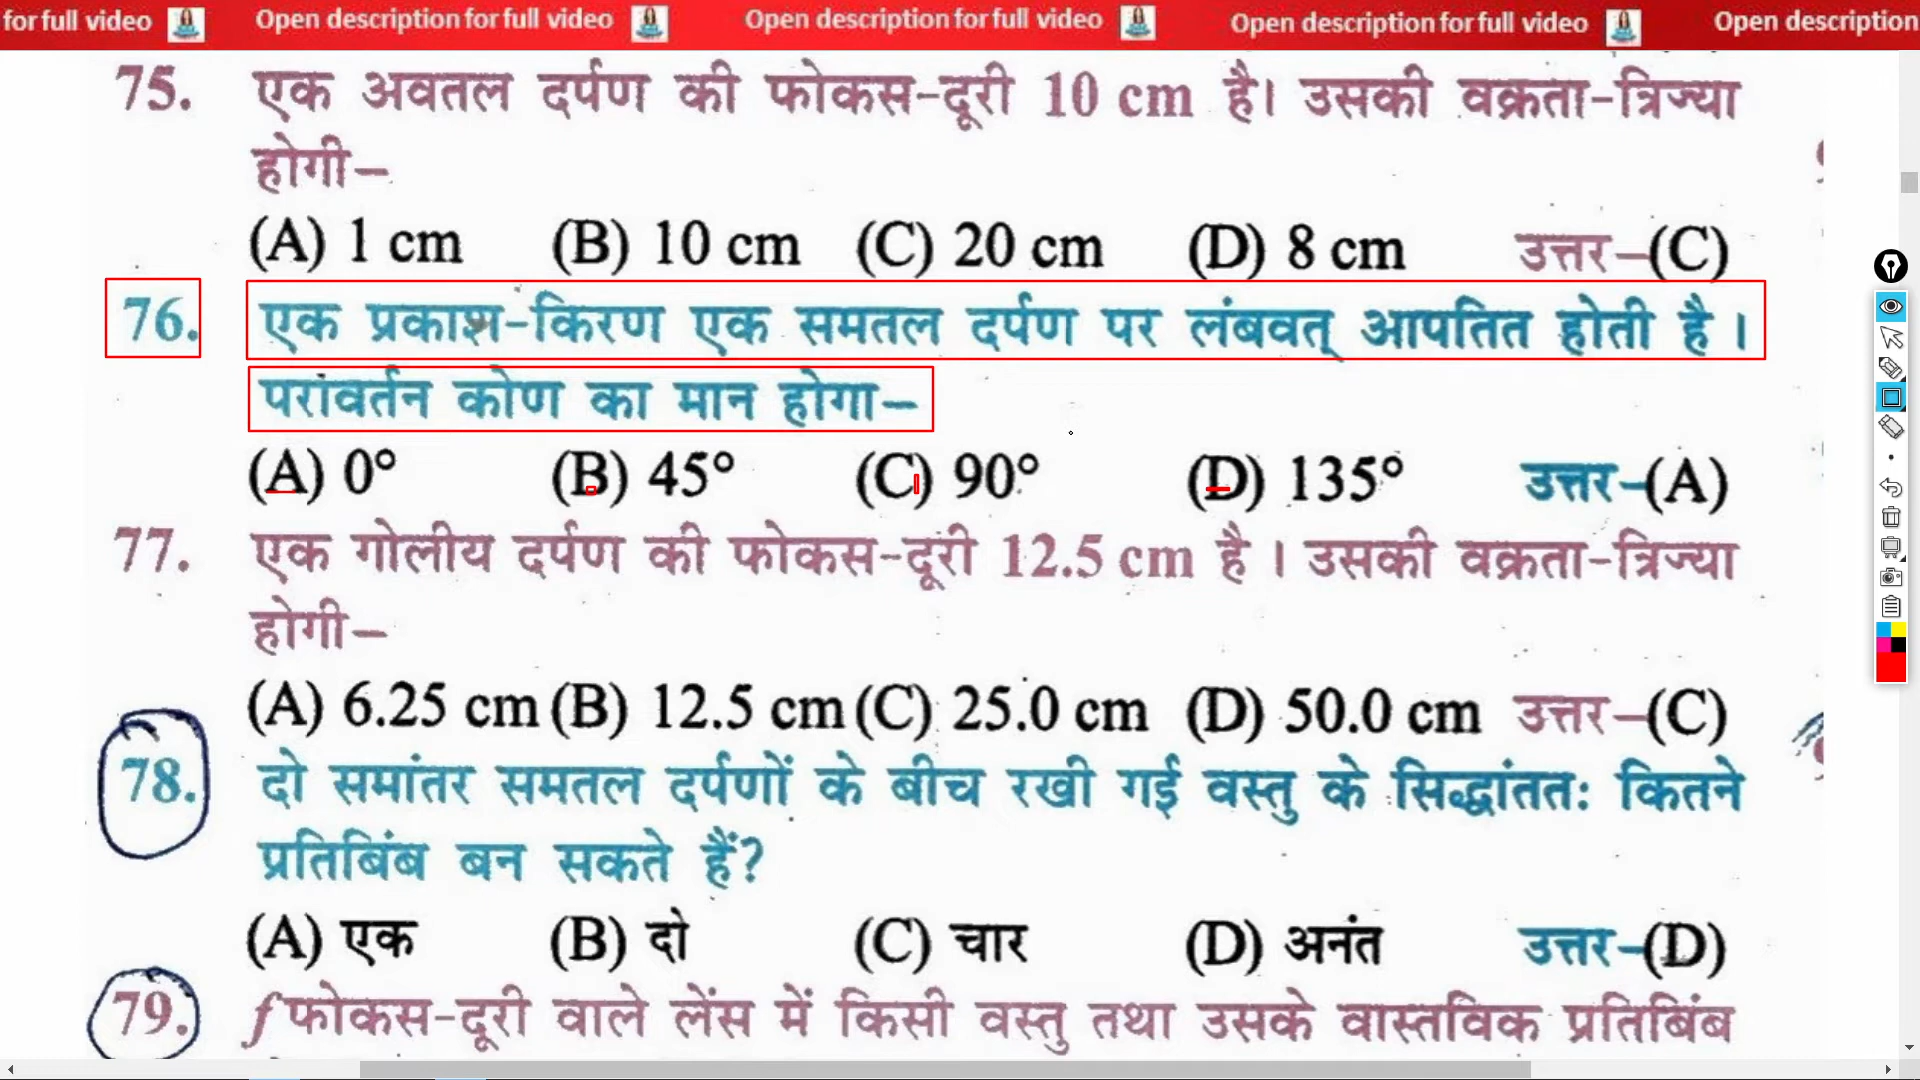 for full video Open description for full video Open description for full video Open description for full video Open description
75. एक अवतल दर्पण की फोकस-दूरी 10 cm है। उसकी वक्रता-त्रिज्या
होगी–
(A) 1 cm (B) 10 cm (C) 20 cm (D) 8 cm उत्तर–(C)
76. एक प्रकाश-किरण एक समतल दर्पण पर लंबवत् आपतित होती है।
परांवर्तन कोण का मान होगा–
(A) 0° (B) 45° (C) 90° (D) 135° उत्तर–(A)
77. एक गोलीय दर्पण की फोकस-दूरी 12.5 cm है। उसकी वक्रता-त्रिज्या
होगी–
(A) 6.25 cm (B) 12.5 cm (C) 25.0 cm (D) 50.0 cm उत्तर–(C)
78. दो समांतर समतल दर्पणों के बीच रखी गई वस्तु के सिद्धांततः कितने
प्रतिबिंब बन सकते हैं?
(A) एक (B) दो (C) चार (D) अनंत उत्तर–(D)
79. f फोकस-दूरी वाले लेंस में किसी वस्तु तथा उसके वास्तविक प्रतिबिंब